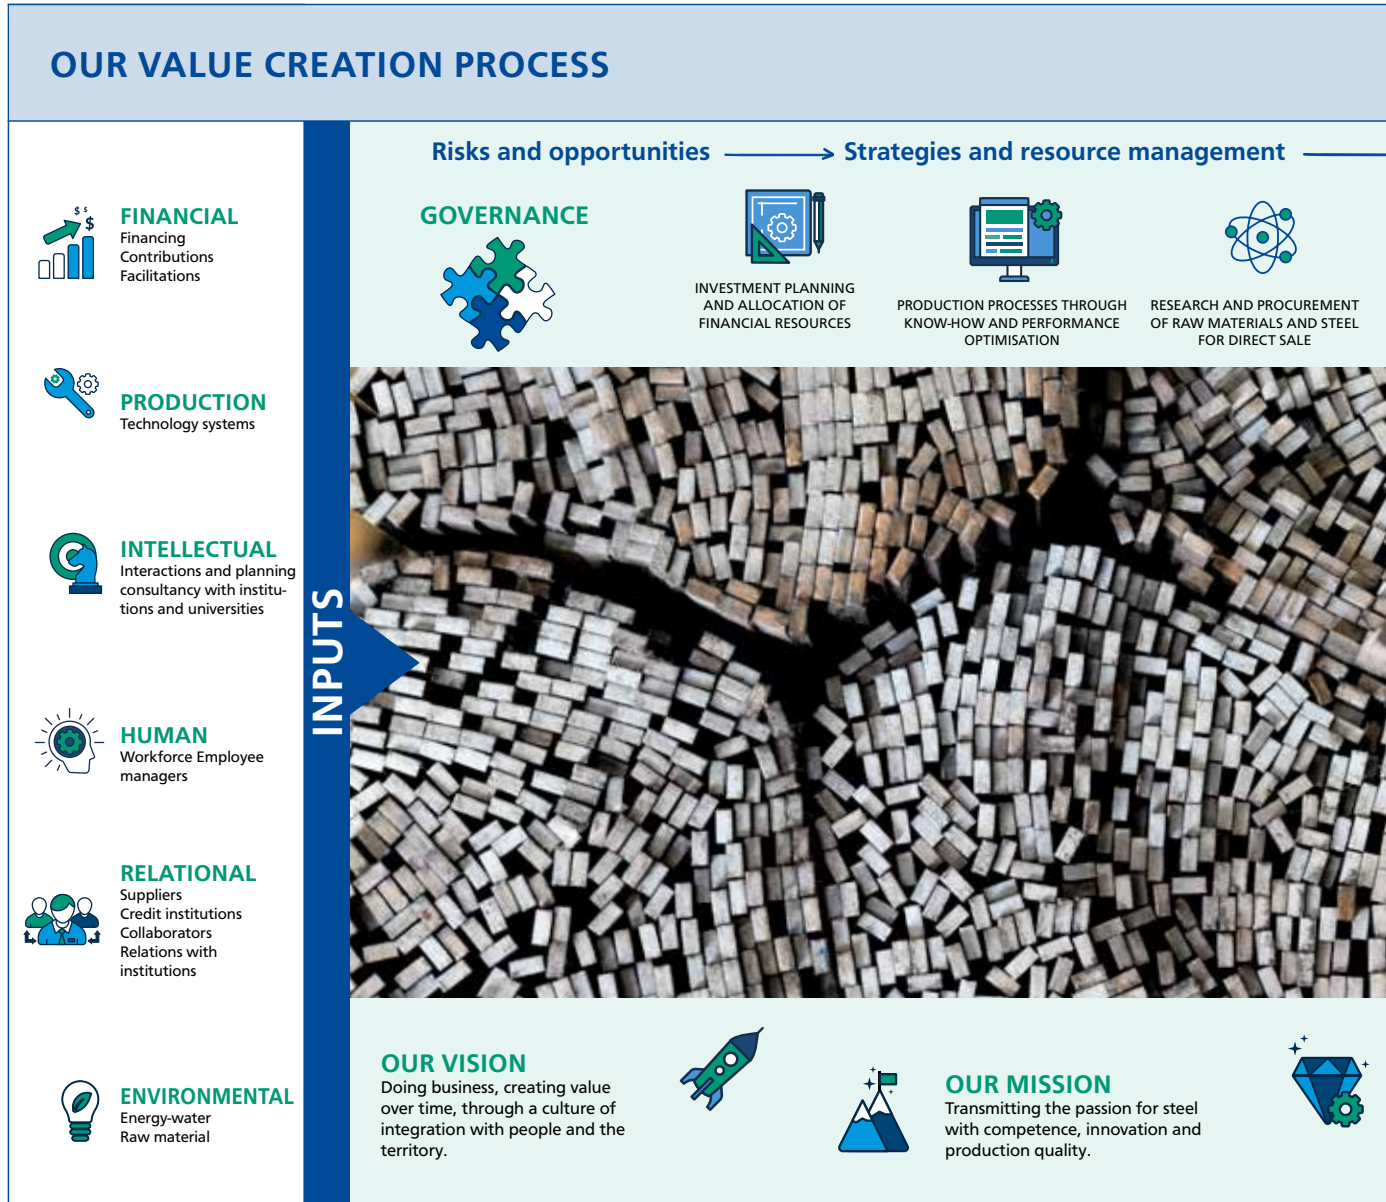 OUR VALUE CREATION PROCESS
Risks and opportunities
Strategies and resource management
FINANCIAL
Financing
Contributions
Facilitations
PRODUCTION
Technology systems
INTELLECTUAL
Interactions and planning
consultancy with institu-
tions and universities
HUMAN
Workforce Employee
managers
RELATIONAL
Suppliers
Credit institutions
Collaborators
Relations with
institutions
ENVIRONMENTAL
Energy-water
Raw material
INPUTS
GOVERNANCE
INVESTMENT PLANNING
AND ALLOCATION OF
FINANCIAL RESOURCES
PRODUCTION PROCESSES THROUGH
KNOW-HOW AND PERFORMANCE
OPTIMISATION
RESEARCH AND PROCUREMENT
OF RAW MATERIALS AND STEEL
FOR DIRECT SALE
OUR VISION
Doing business, creating value
over time, through a culture of
integration with people and the
territory.
OUR MISSION
Transmitting the passion for steel
with competence, innovation and
production quality.